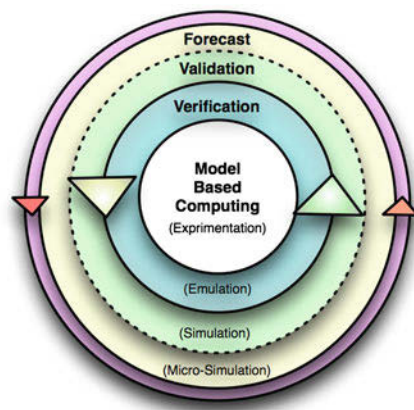 Forecast
Validation
Verification
Model
Based
Computing
(Exprimentation)
(Emulation)
(Simulation)
(Micro-Simulation)